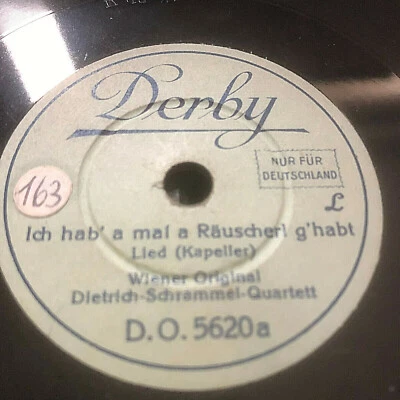 Derby
NUR FÜR
DEUTSCHLAND
L
163
Ich hab' a mal a Räuscherl g'habt
Lied (Kapeller)
Wiener Original
Dietrich-Schrammel-Quartett
D.O. 5620a